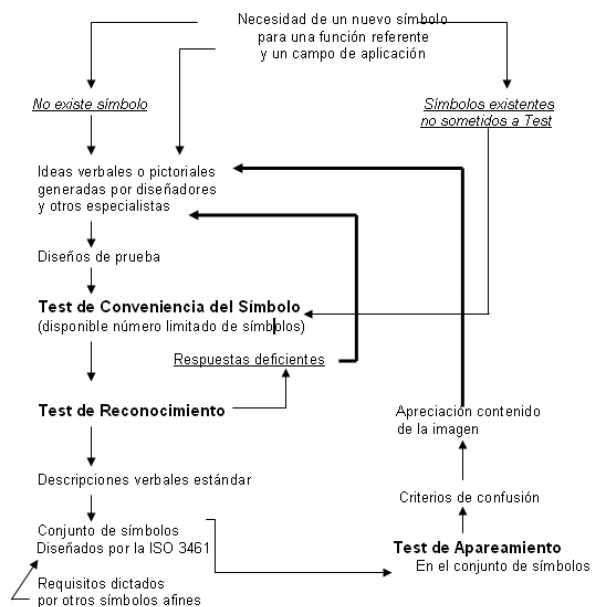 Necesidad de un nuevo símbolo
para una función referente
y un campo de aplicación
No existe símbolo
Símbolos existentes
no sometidos a Test
Ideas verbales o pictoriales
generadas por diseñadores
y otros especialistas
Diseños de prueba
Test de Conveniencia del Símbolo
(disponible número limitado de símbolos)
Respuestas deficientes
Test de Reconocimiento
Apreciación contenido
de la imagen
Descripciones verbales estándar
Criterios de confusión
Conjunto de símbolos
Diseñados por la ISO 3461
Test de Apareamiento
En el conjunto de símbolos
Requisitos dictados
por otros símbolos afines